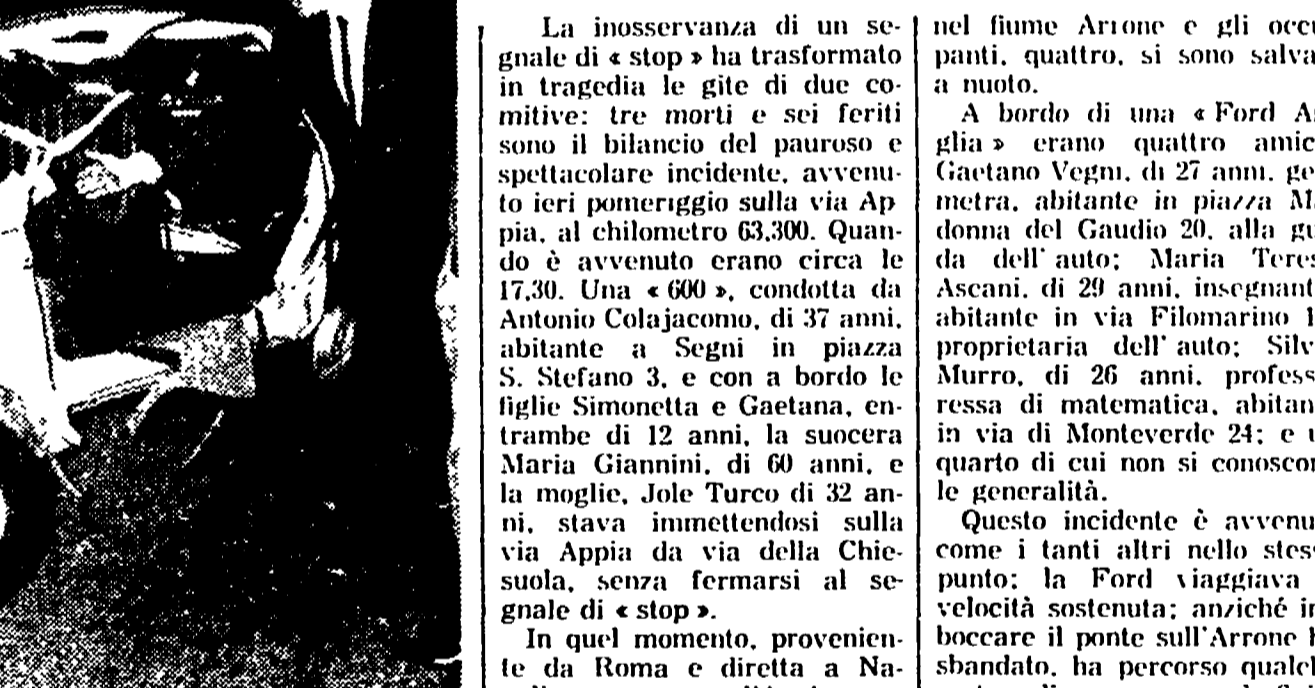 La inosservanza di un se-
gnale di « stop » ha trasformato
in tragedia le gite di due co-
mitive: tre morti e sei feriti
sono il bilancio del pauroso e
spettacolare incidente, avvenu-
to ieri pomeriggio sulla via Ap
pia, al chilometro 63,300. Quan-
do è avvenuto erano circa le
17,30. Una « 600 », condotta da
Antonio Colajacomo, di 37 anni,
abitante a Segni in piazza
S. Stefano 3, e con a bordo le
figlie Simonetta e Gaetana, en-
trambe di 12 anni, la suocera
Maria Giannini, di 60 anni, e
la moglie, Jole Turco di 32 an-
ni, stava immettendosi sulla
via Appia da via della Chie-
suola, senza fermarsi al se-
gnale di « stop ».
In quel momento, provenien-
te da Roma e diretta a Na-
nel fiume Arrone e gli occu
panti, quattro, si sono salva
a nuoto.
A bordo di una « Ford A
glia » erano quattro amic
Gaetano Vegni, di 27 anni, ge
metra, abitante in piazza M
donna del Gaudio 20, alla gu
da dell'auto; Maria Teres
Ascani, di 29 anni, insegnant
abitante in via Filomarino 1
proprietaria dell'auto; Silv
Murro, di 26 anni, profess
ressa di matematica, abitan
in via di Monteverde 24; e u
quarto di cui non si conoscon
le generalità.
Questo incidente è avvenu
come i tanti altri nello stes
punto: la Ford viaggiava
velocità sostenuta; anziché im
boccare il ponte sull'Arrone h
sbandato, ha percorso qualch